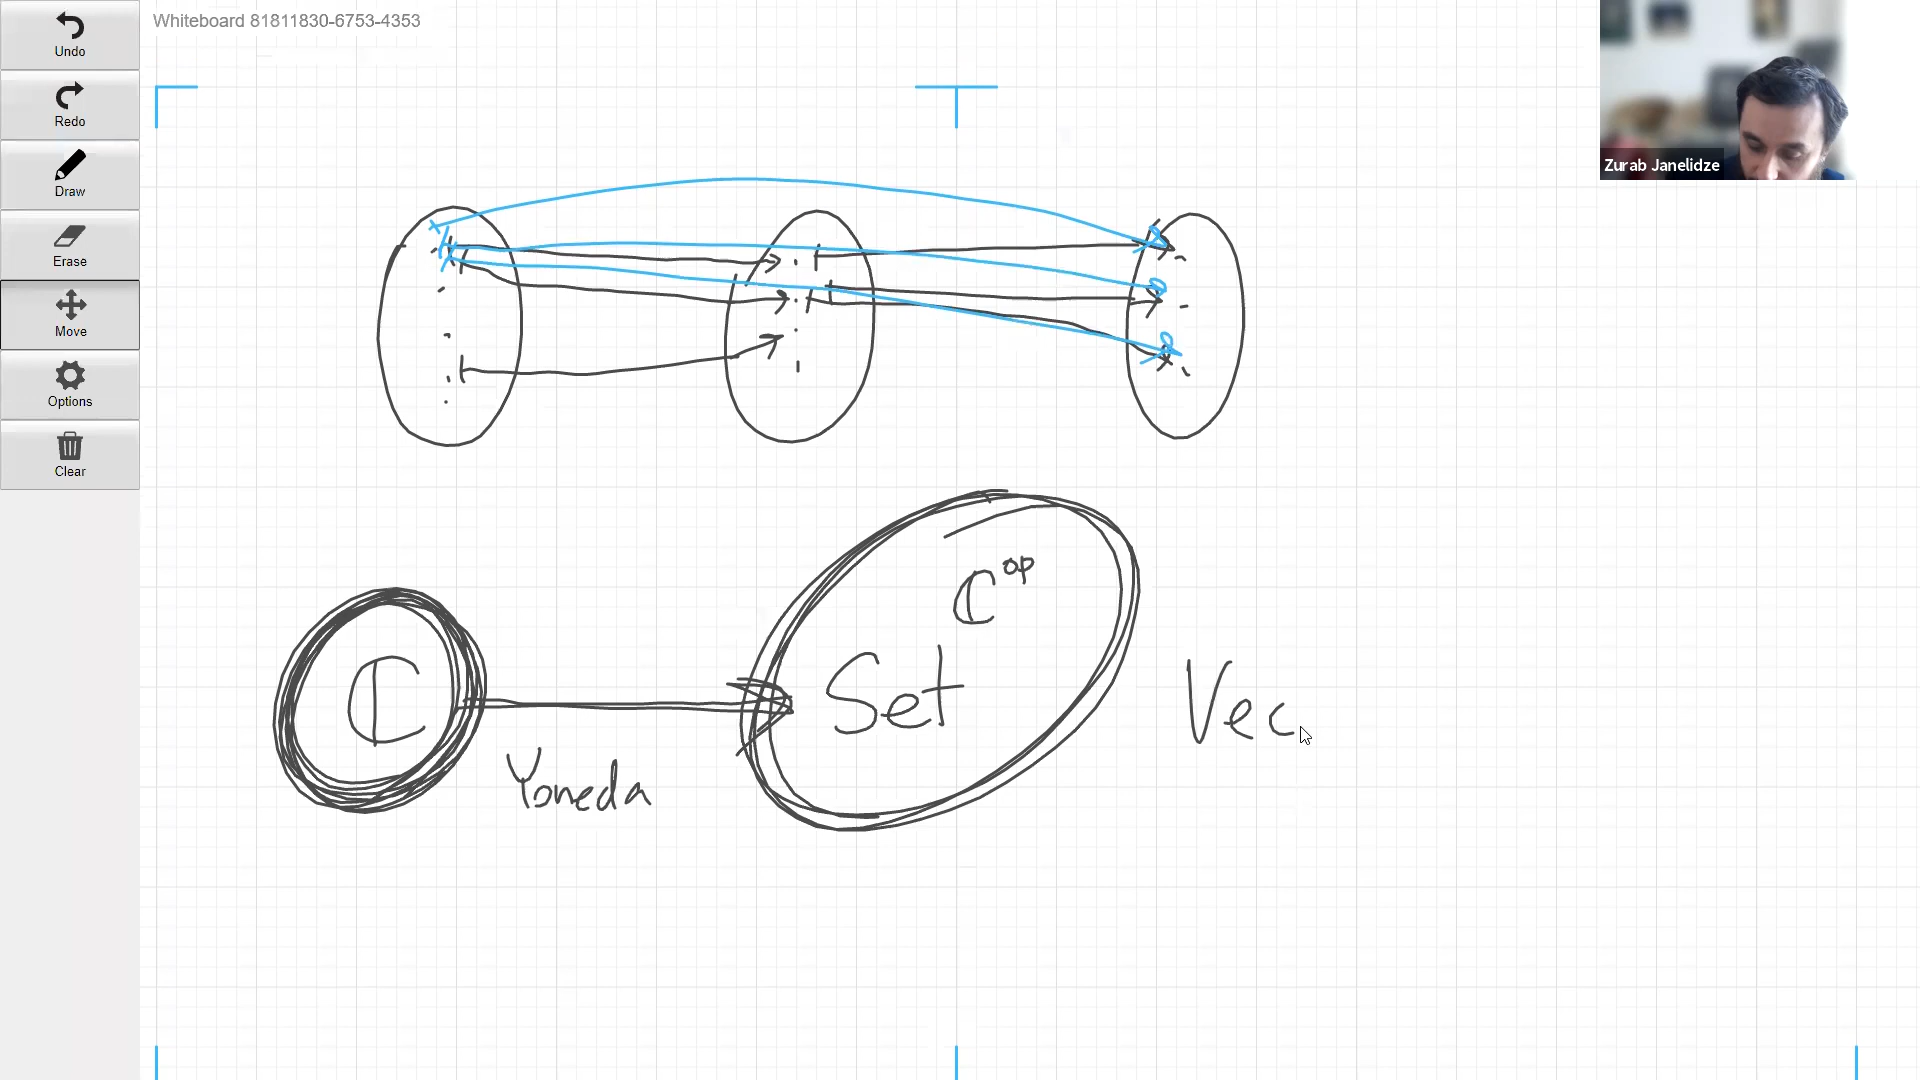 Whiteboard 81811830-6753-4353
Undo
Redo
Draw
Erase
Move
Options
Clear
Zurab Janelidze
ℂ
Yoneda
Set ℂ^op
Vec